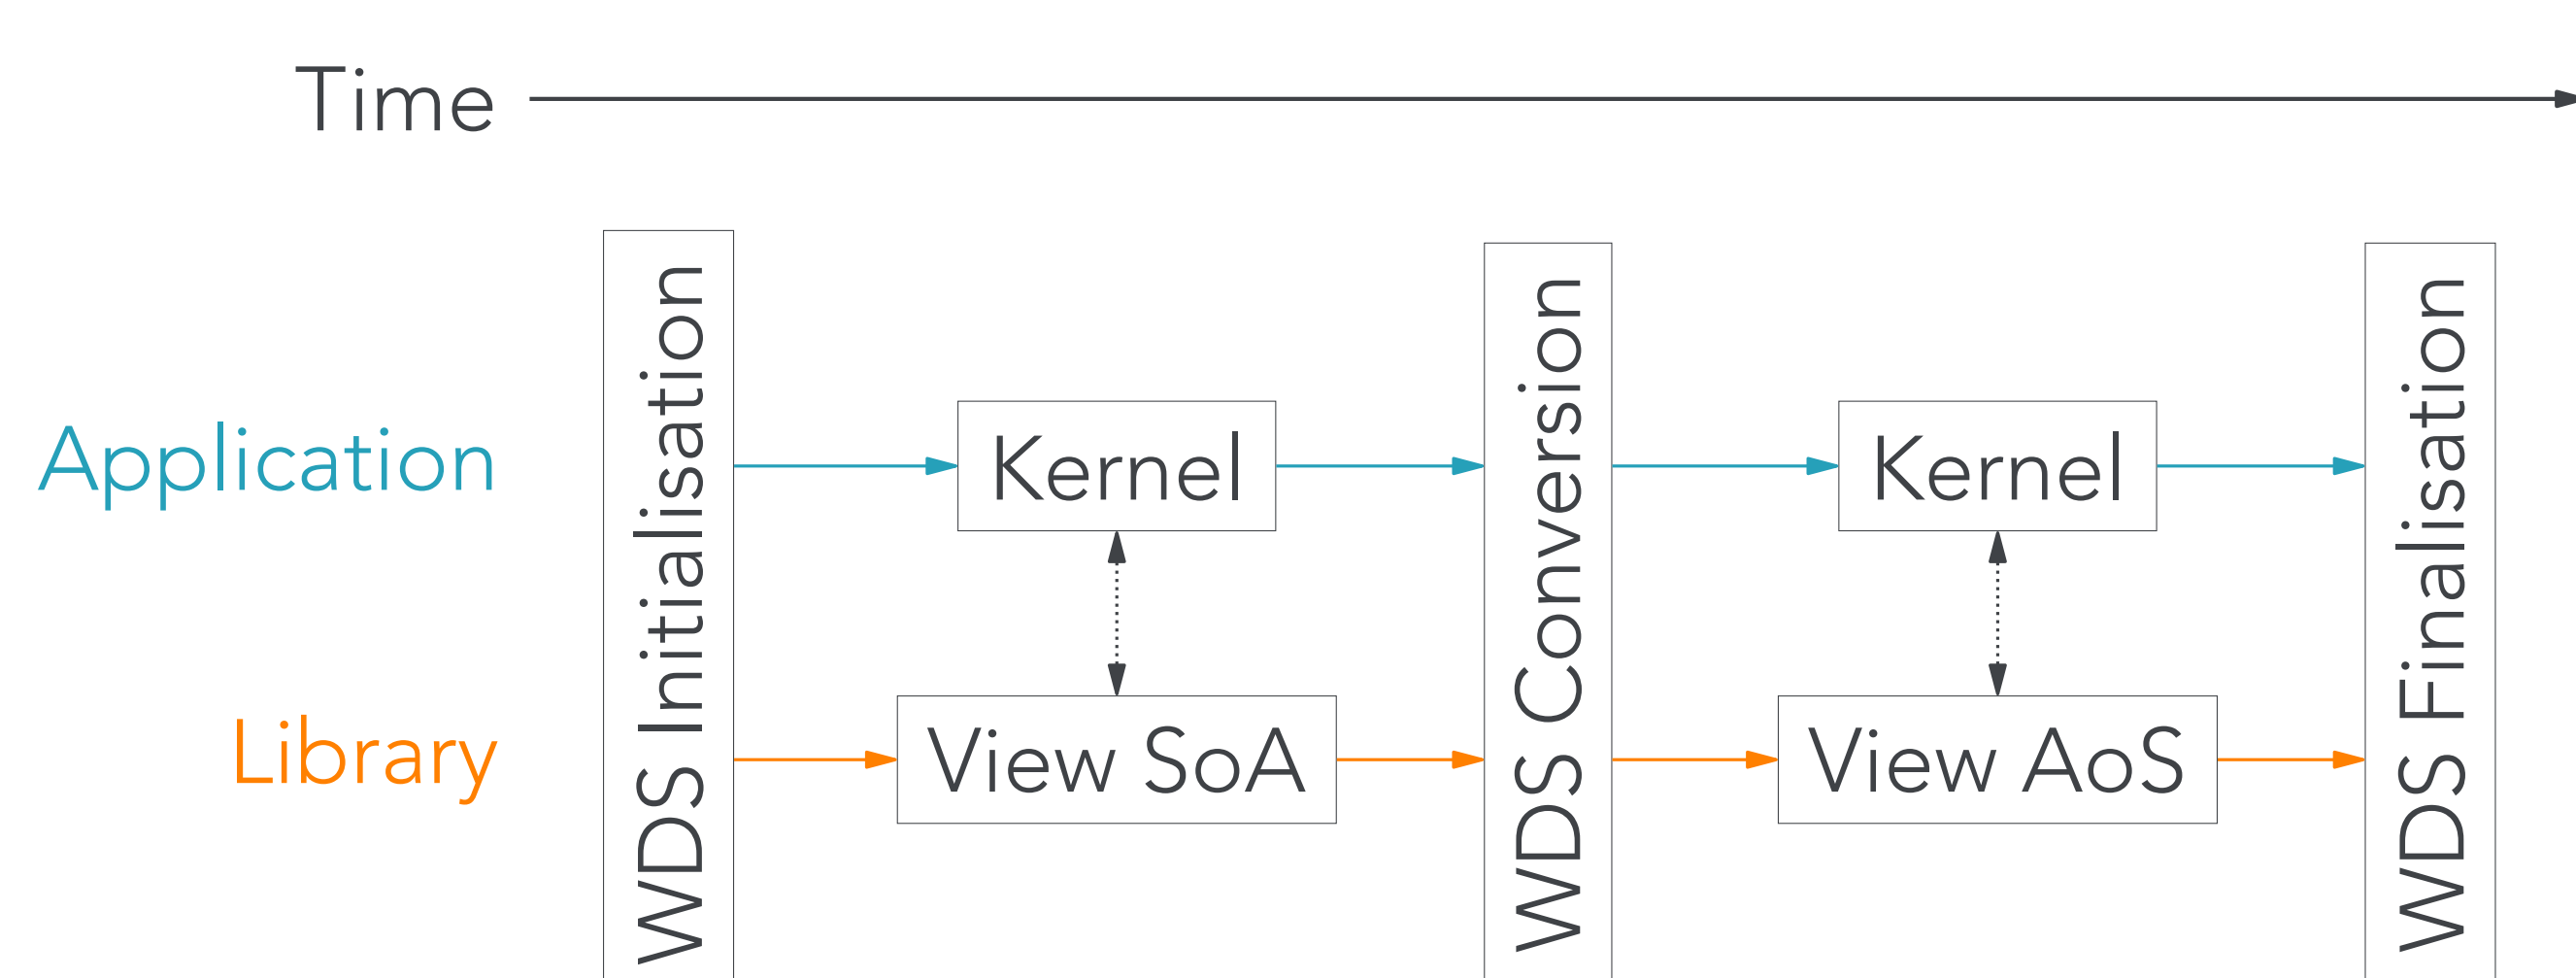 Time
WDS Initialisation
WDS Conversion
WDS Finalisation
Application
Kernel
Kernel
Library
View SoA
View AoS